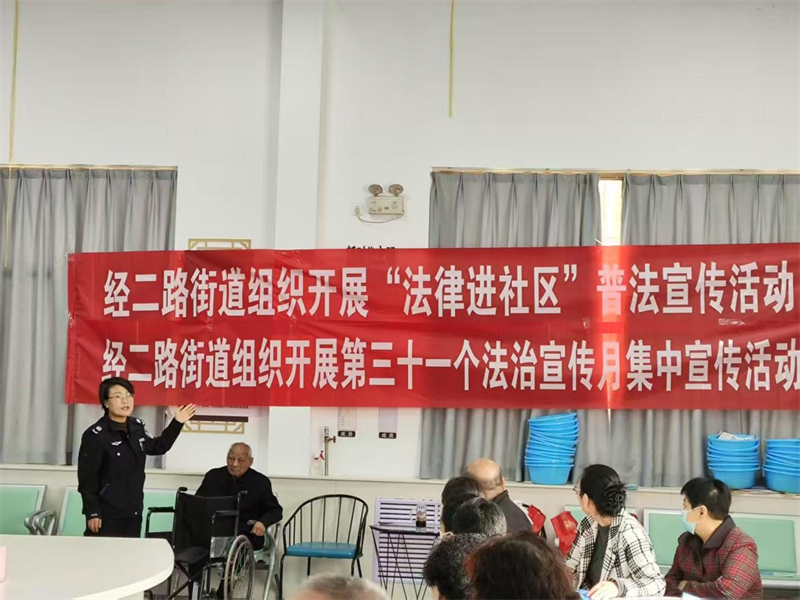 经二路街道组织开展“法律进社区”普法宣传活动
经二路街道组织开展第三十一个法治宣传月集中宣传活动